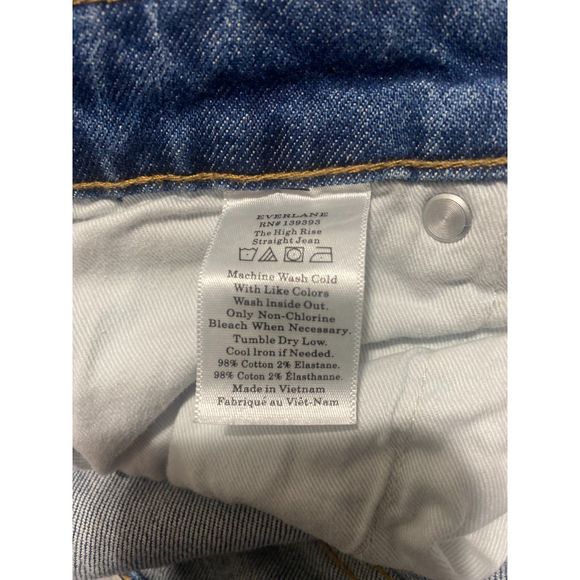 EVERLANE
RN# 139393
The High Rise
Straight Jean
Machine Wash Cold
With Like Colors
Wash Inside Out.
Only Non-Chlorine
Bleach When Necessary.
Tumble Dry Low.
Cool Iron if Needed.
98% Cotton 2% Elastane.
98% Coton 2% Élasthanne.
Made in Vietnam
Fabriqué au Viêt-Nam